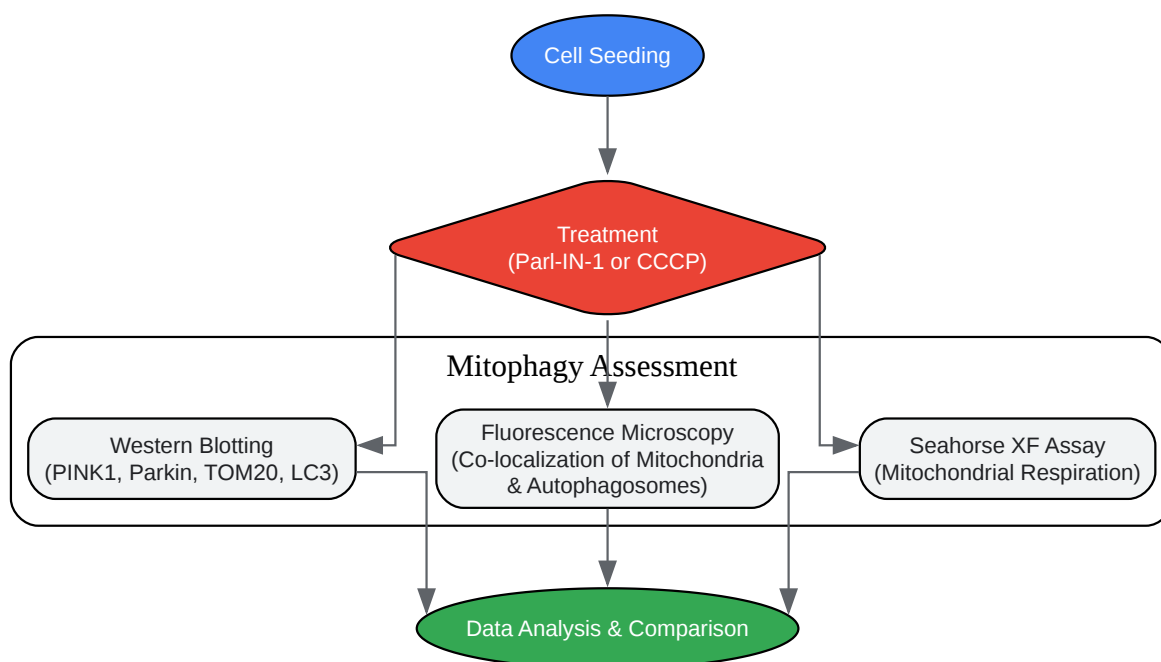 Cell Seeding
Treatment
(Parl-IN-1 or CCCP)
Mitophagy Assessment
Western Blotting
(PINK1, Parkin, TOM20, LC3)
Fluorescence Microscopy
(Co-localization of Mitochondria
& Autophagosomes)
Seahorse XF Assay
(Mitochondrial Respiration)
Data Analysis & Comparison